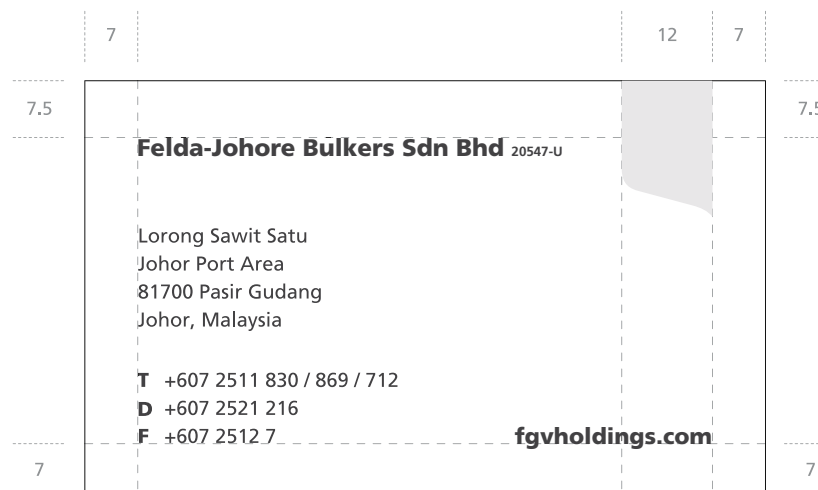 7 12 7
7.5 7.5
Felda-Johore Bulkers Sdn Bhd 20547-U
Lorong Sawit Satu
Johor Port Area
81700 Pasir Gudang
Johor, Malaysia
T +607 2511 830 / 869 / 712
D +607 2521 216
F +607 2512 7
fgvholdings.com
7 7